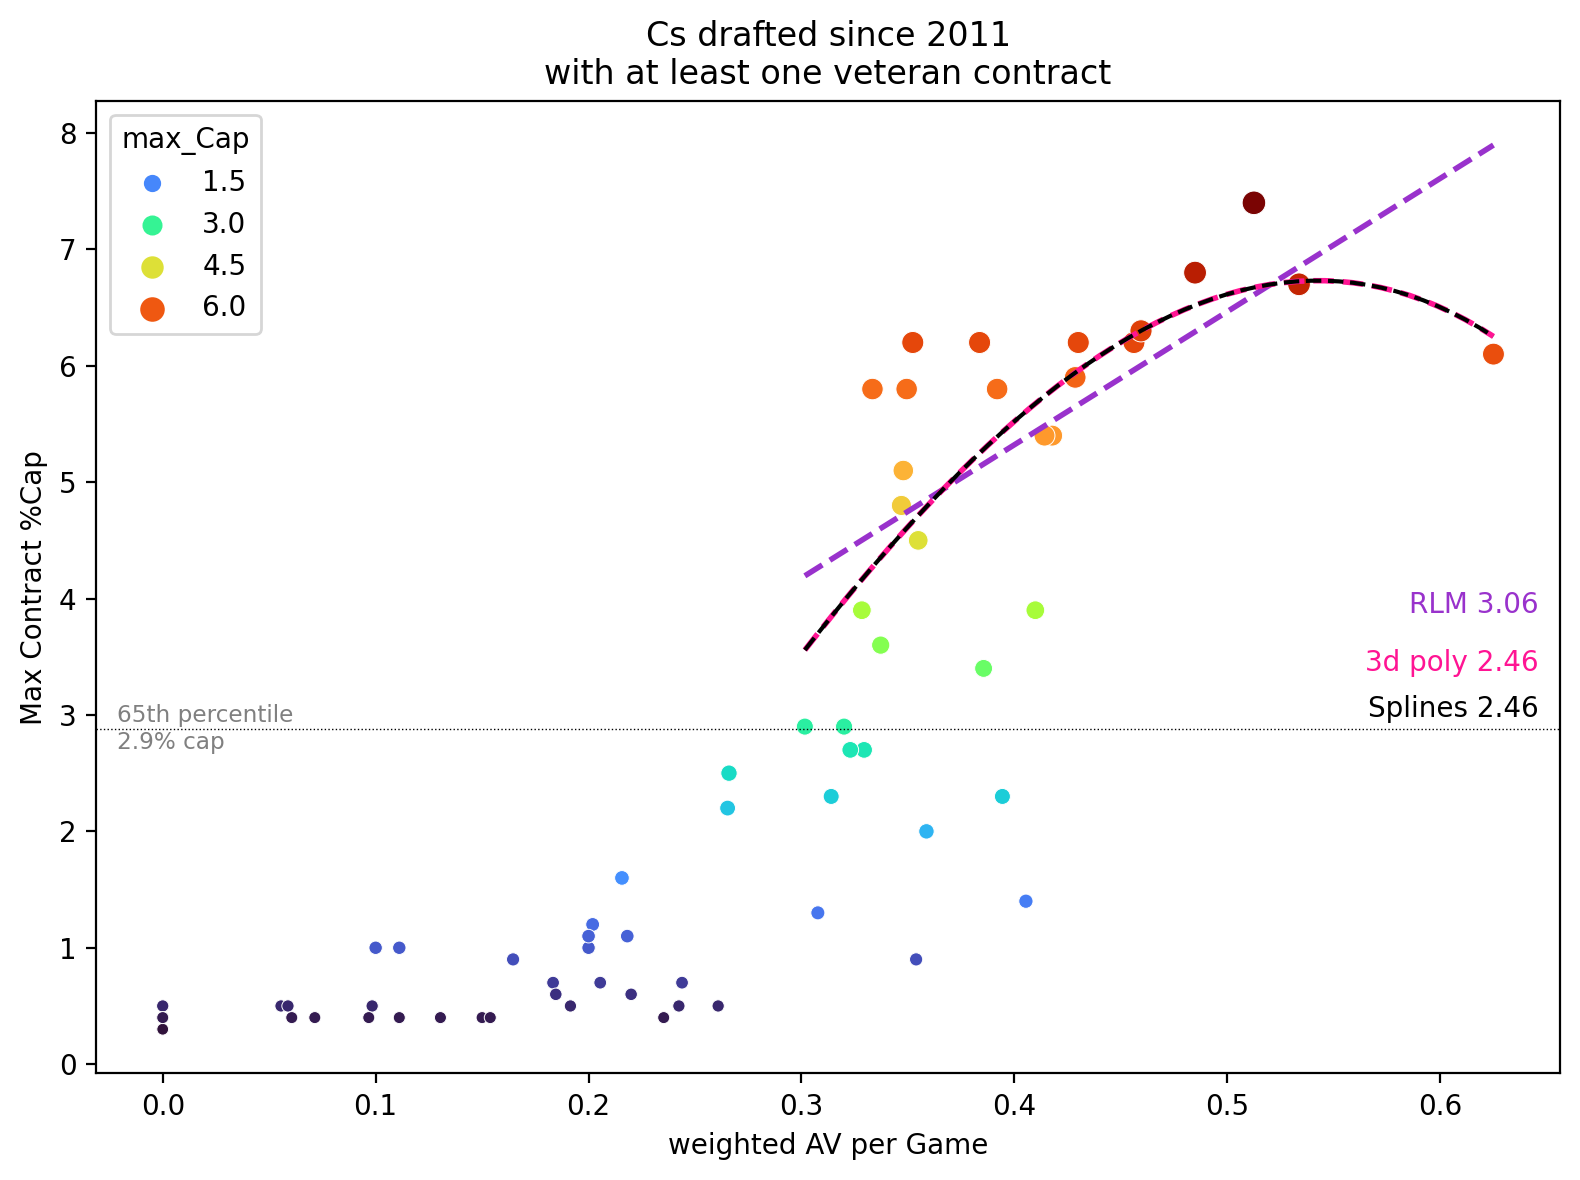 Cs drafted since 2011
with at least one veteran contract
max_Cap
1.5
3.0
4.5
6.0
8
7
6
5
4
3
2
1
0
Max Contract %Cap
RLM 3.06
3d poly 2.46
Splines 2.46
65th percentile
2.9% cap
0.0 0.1 0.2 0.3 0.4 0.5 0.6
weighted AV per Game